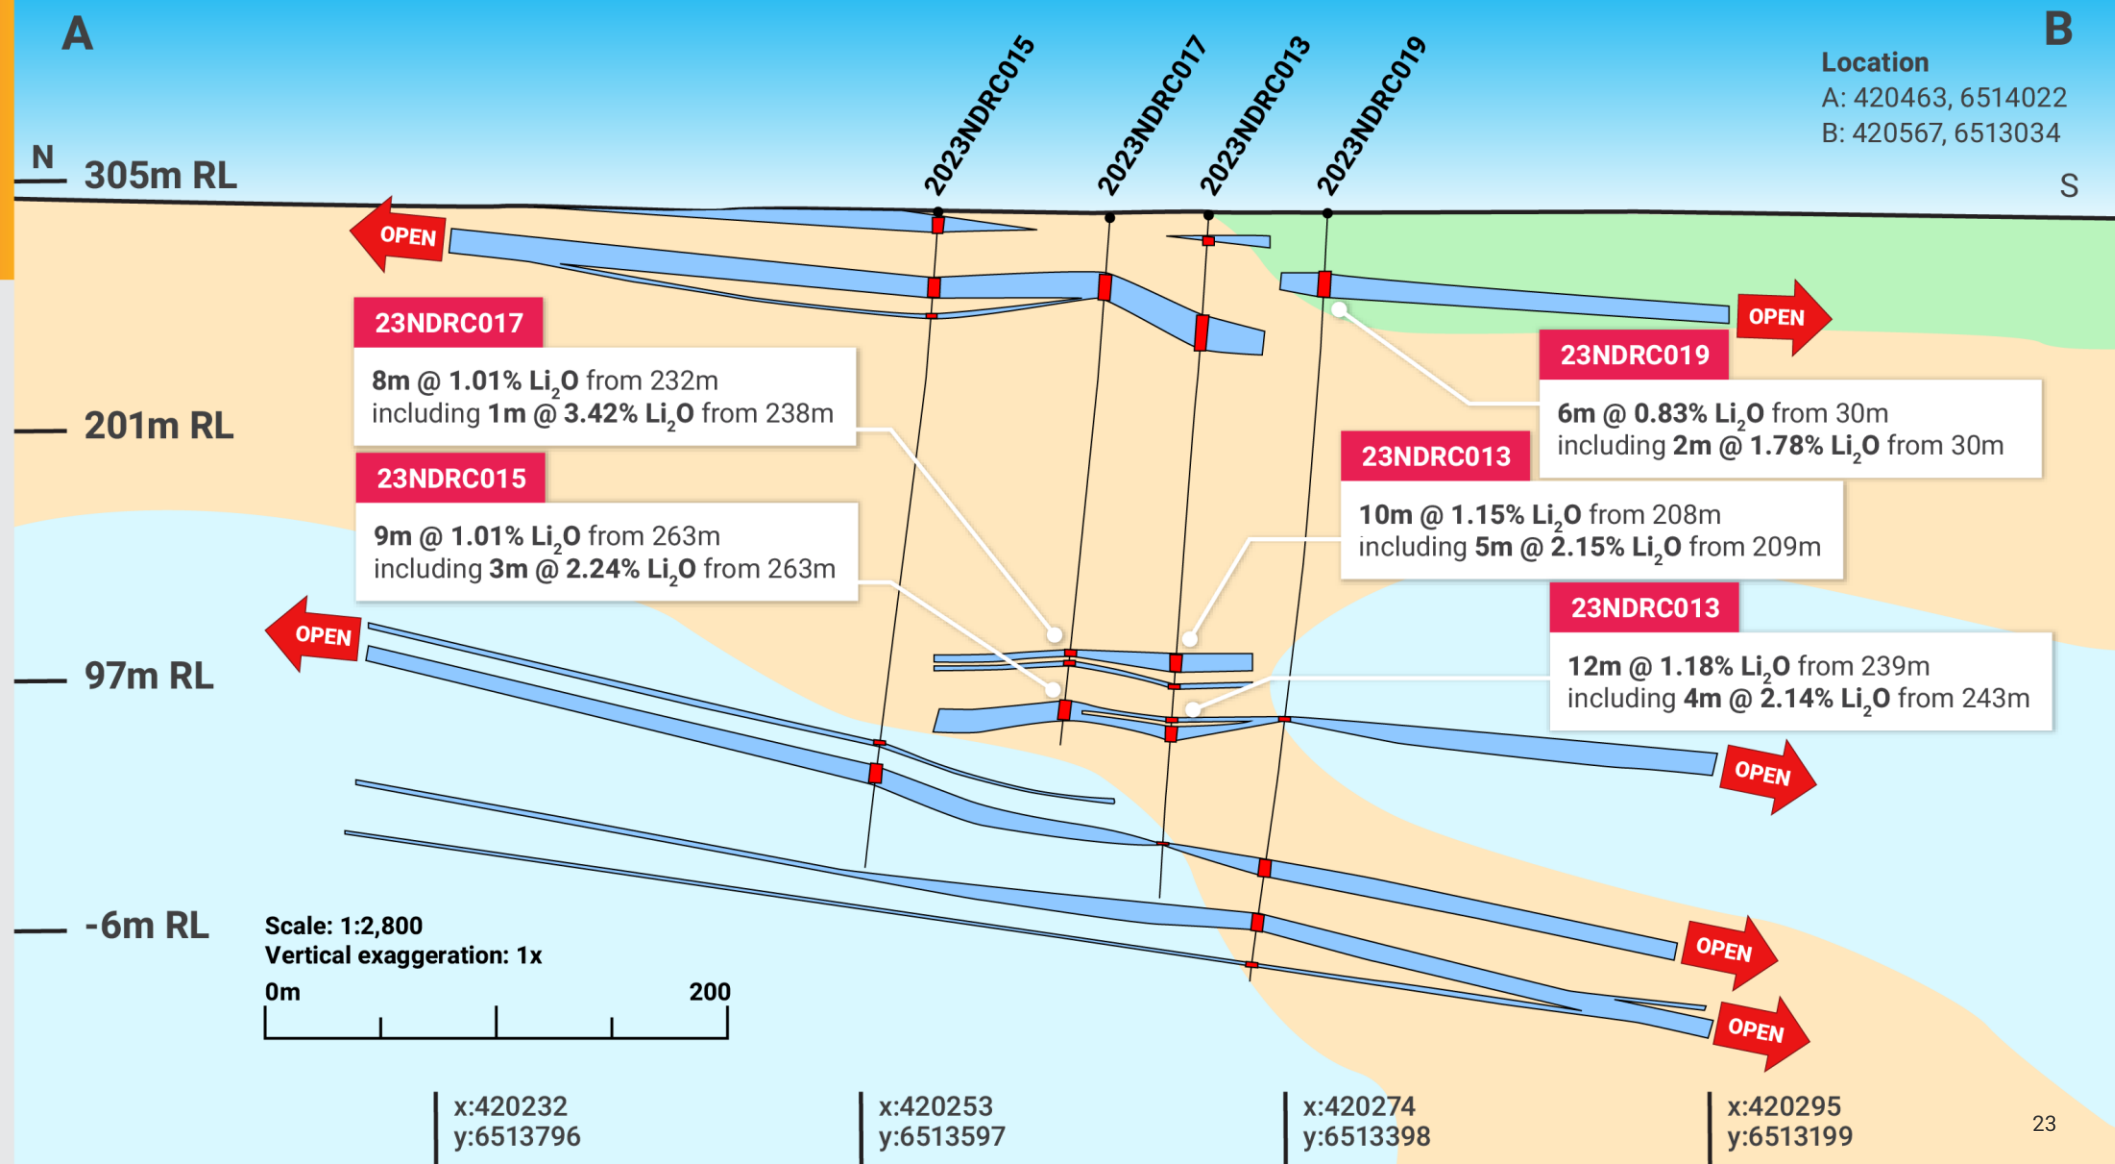 A
B
Location
A: 420463, 6514022
B: 420567, 6513034
N
S
305m RL
201m RL
97m RL
-6m RL
2023NDRC015
2023NDRC017
2023NDRC013
2023NDRC019
OPEN
OPEN
23NDRC017
8m @ 1.01% Li₂O from 232m
including 1m @ 3.42% Li₂O from 238m
23NDRC019
6m @ 0.83% Li₂O from 30m
including 2m @ 1.78% Li₂O from 30m
23NDRC015
9m @ 1.01% Li₂O from 263m
including 3m @ 2.24% Li₂O from 263m
23NDRC013
10m @ 1.15% Li₂O from 208m
including 5m @ 2.15% Li₂O from 209m
23NDRC013
12m @ 1.18% Li₂O from 239m
including 4m @ 2.14% Li₂O from 243m
OPEN
OPEN
OPEN
OPEN
Scale: 1:2,800
Vertical exaggeration: 1x
0m 200
x:420232
y:6513796
x:420253
y:6513597
x:420274
y:6513398
x:420295
y:6513199
23